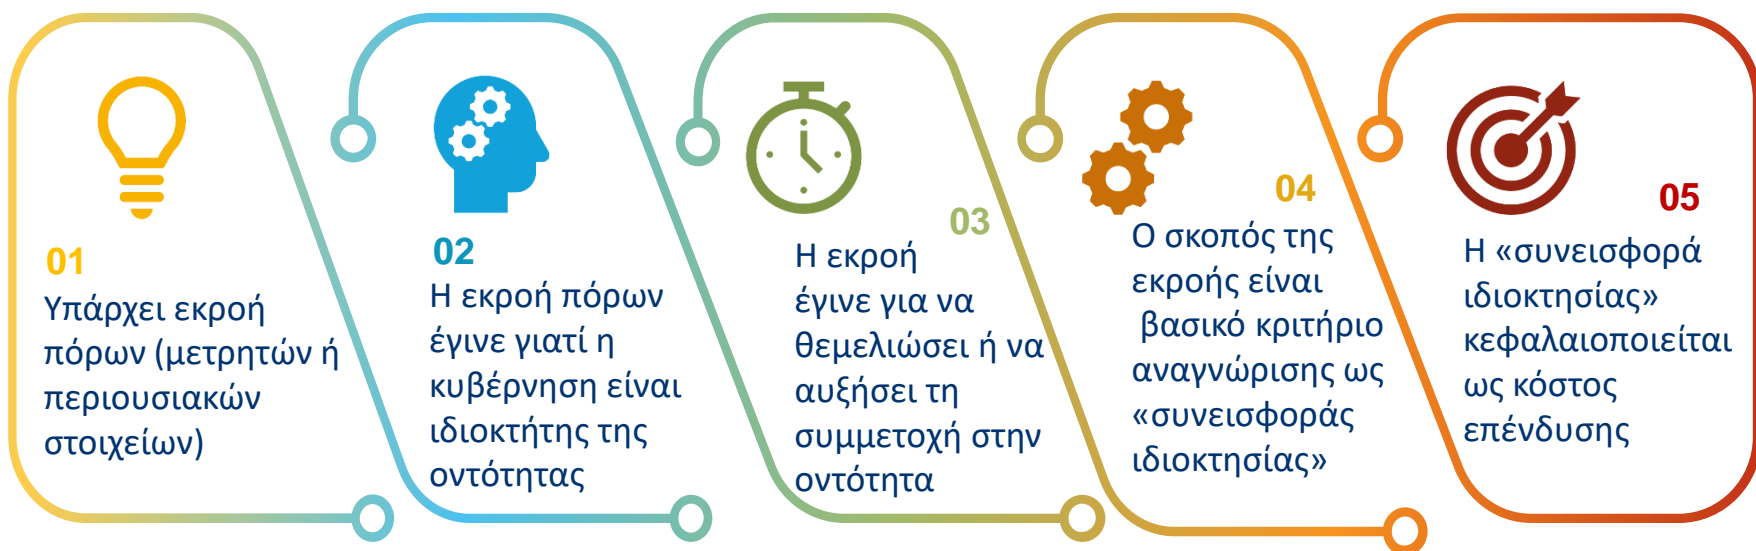 01
Υπάρχει εκροή
πόρων (μετρητών ή
περιουσιακών
στοιχείων)
02
Η εκροή πόρων
έγινε γιατί η
κυβέρνηση είναι
ιδιοκτήτης της
οντότητας
03
Η εκροή
έγινε για να
θεμελιώσει ή να
αυξήσει τη
συμμετοχή στην
οντότητα
04
Ο σκοπός της
εκροής είναι
βασικό κριτήριο
αναγνώρισης ως
«συνεισφοράς
ιδιοκτησίας»
05
Η «συνεισφορά
ιδιοκτησίας»
κεφαλαιοποιείται
ως κόστος
επένδυσης